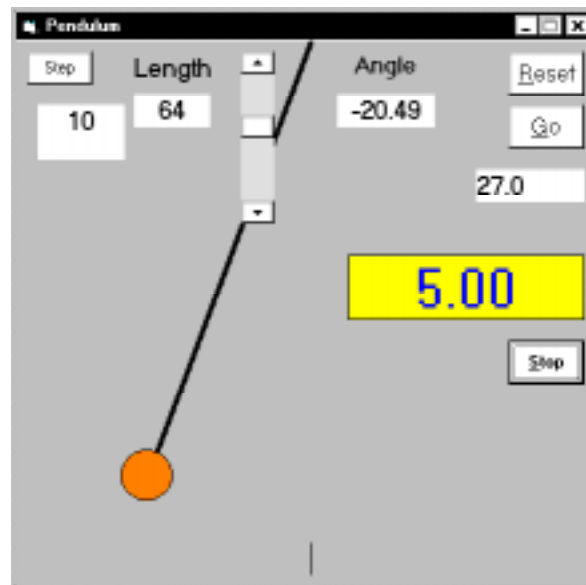 Pendulum
Step
Length
Angle
Reset
10
64
-20.49
Go
27.0
5.00
Stop